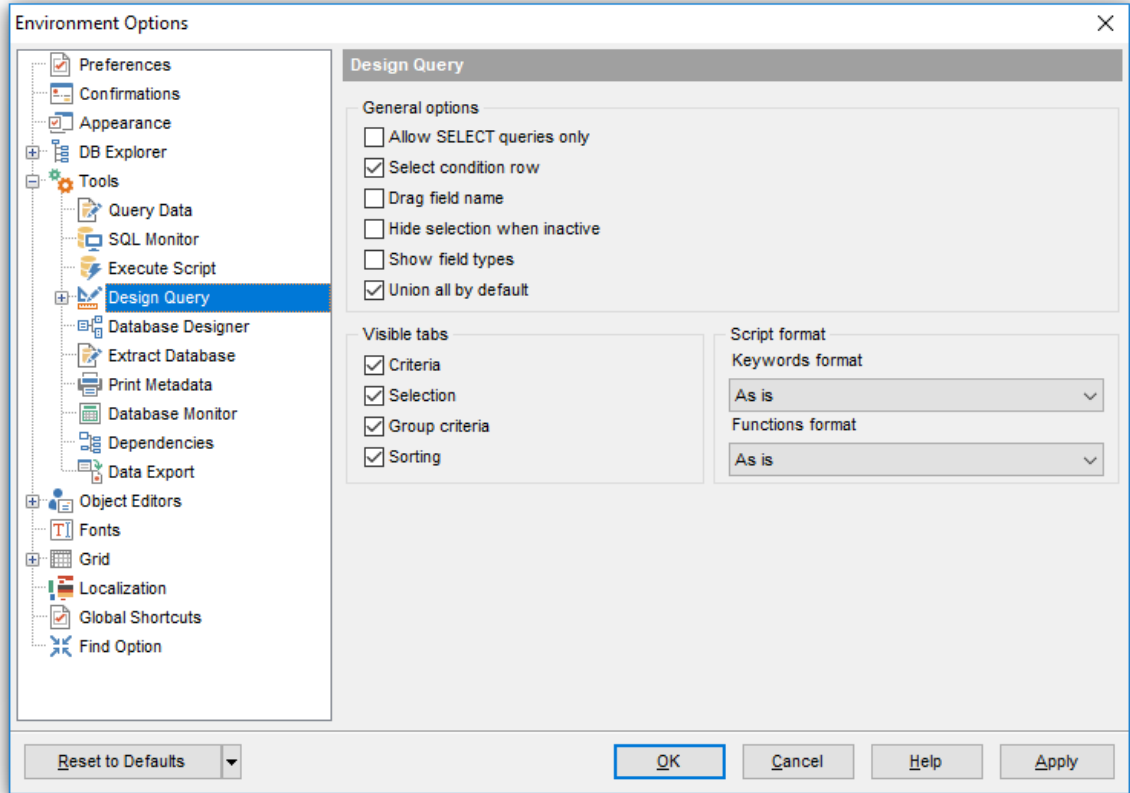 Environment Options
Preferences
Confirmations
Appearance
DB Explorer
Tools
Query Data
SQL Monitor
Execute Script
Design Query
Database Designer
Extract Database
Print Metadata
Database Monitor
Dependencies
Data Export
Object Editors
Fonts
Grid
Localization
Global Shortcuts
Find Option
Design Query
General options
Allow SELECT queries only
Select condition row
Drag field name
Hide selection when inactive
Show field types
Union all by default
Visible tabs
Criteria
Selection
Group criteria
Sorting
Script format
Keywords format
As is
Functions format
As is
Reset to Defaults
OK
Cancel
Help
Apply